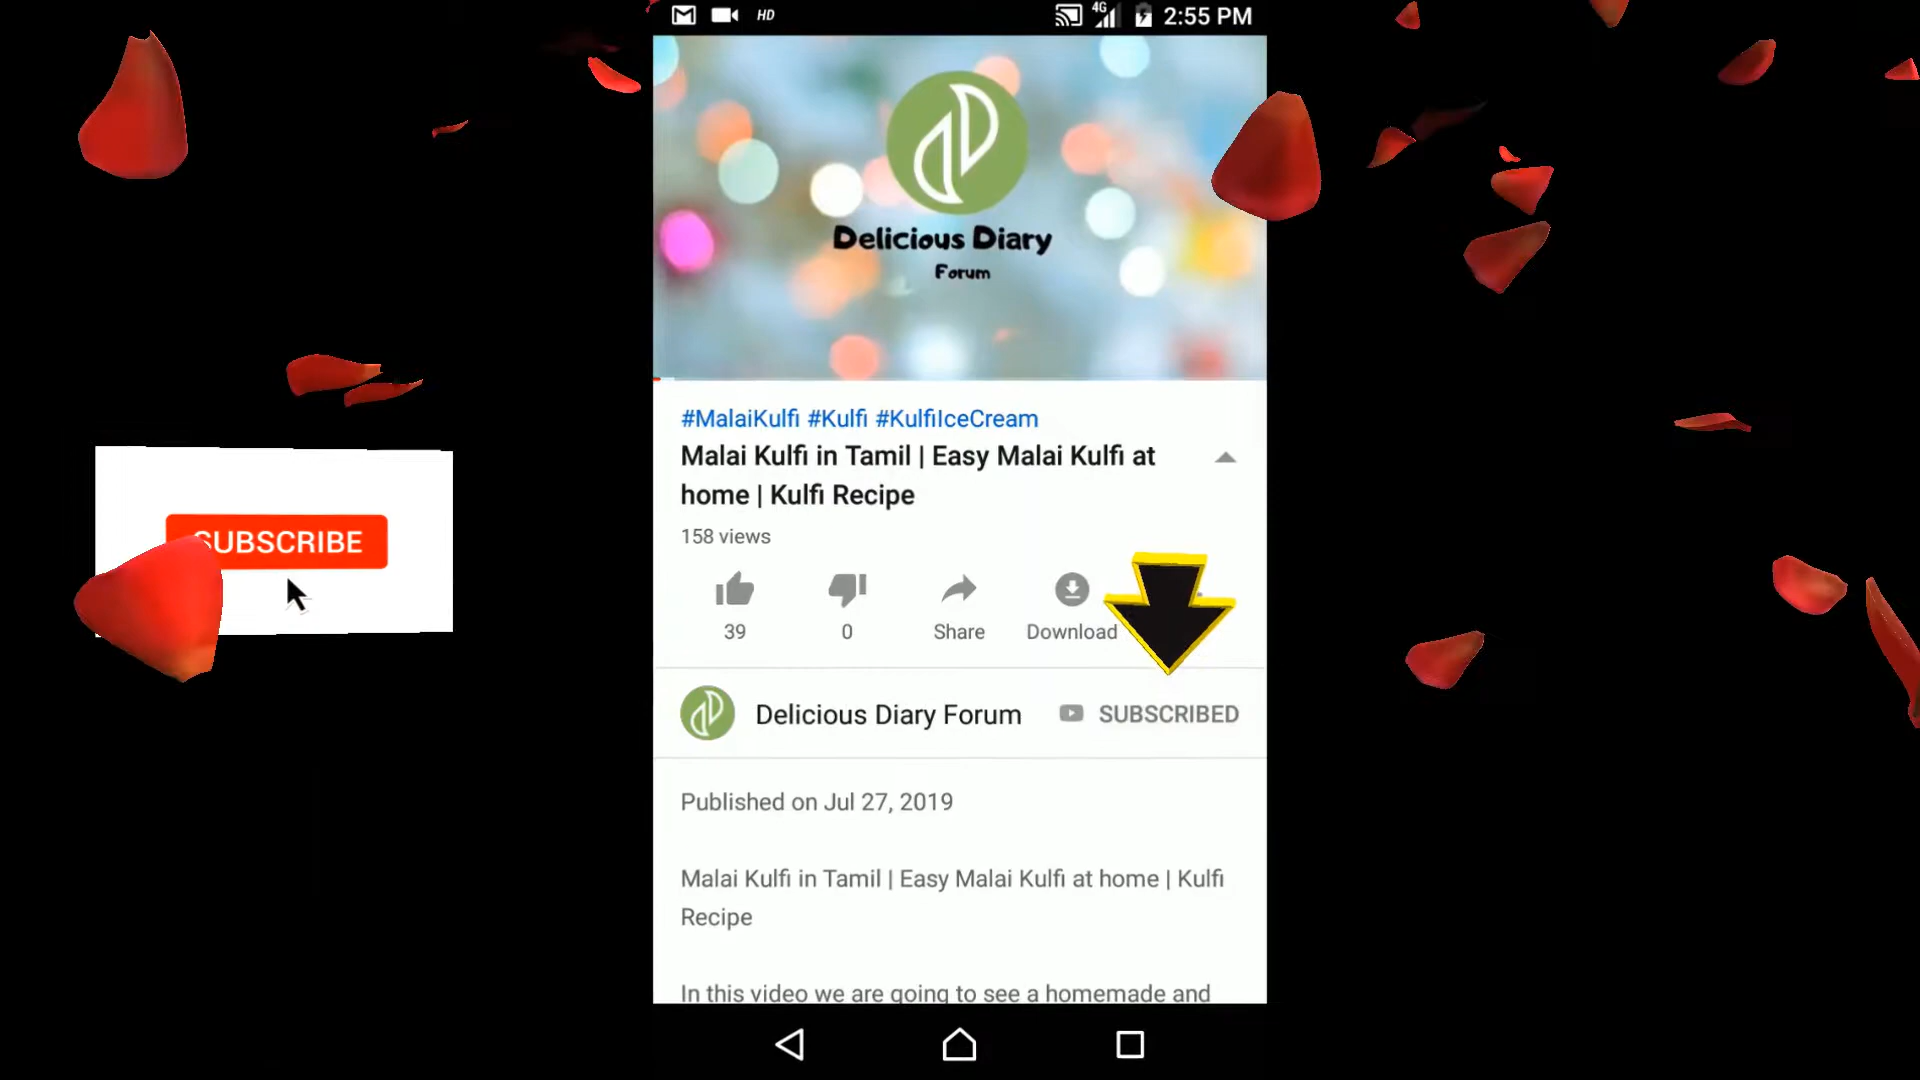 HD
4G
2:55 PM
Delicious Diary
Forum
#MalaiKulfi #Kulfi #KulfiIceCream
Malai Kulfi in Tamil | Easy Malai Kulfi at
home | Kulfi Recipe
158 views
39
0
Share
Download
SUBSCRIBE
Delicious Diary Forum
SUBSCRIBED
Published on Jul 27, 2019
Malai Kulfi in Tamil | Easy Malai Kulfi at home | Kulfi
Recipe
In this video we are going to see a homemade and